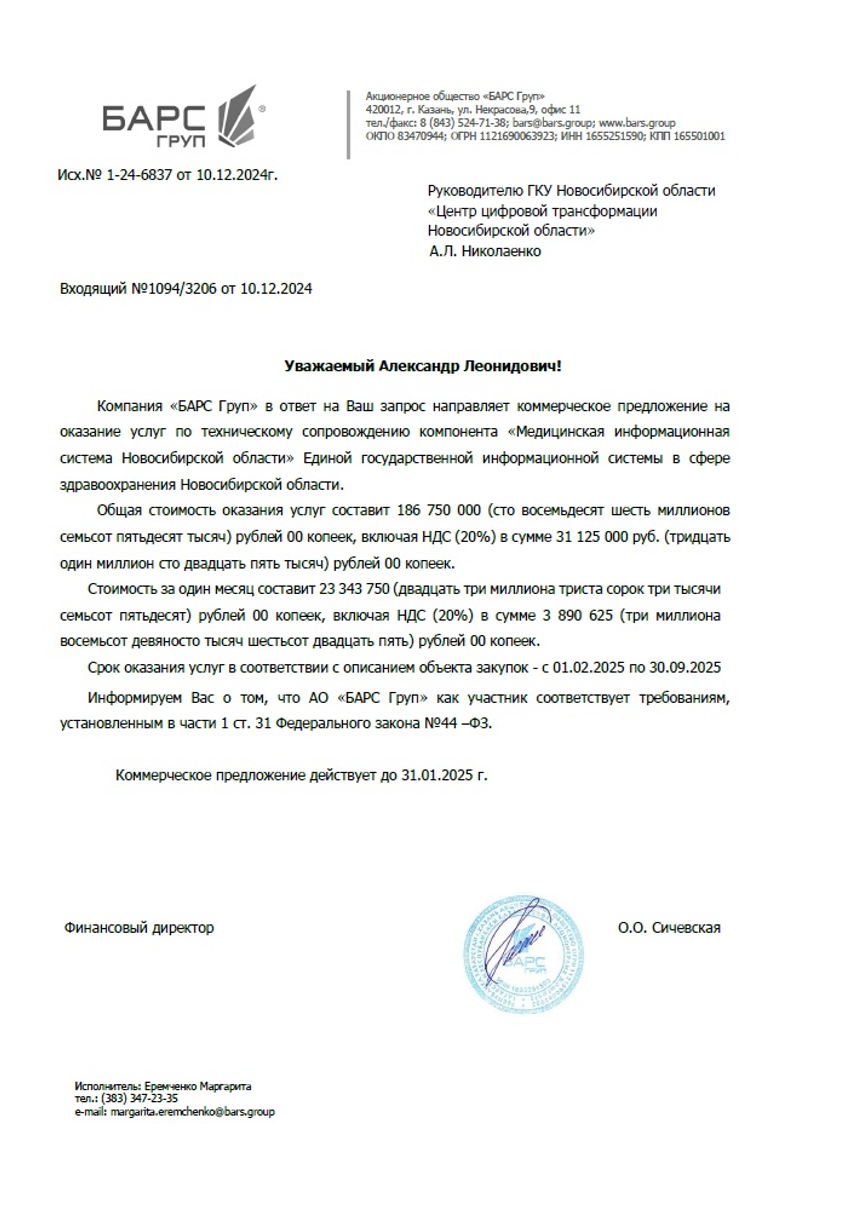 БАРС
ГРУП
®
Акционерное общество «БАРС Груп»
420012, г. Казань, ул. Некрасова,9, офис 11
тел./факс: 8 (843) 524-71-38; bars@bars.group; www.bars.group
ОКПО 83470944; ОГРН 1121690063923; ИНН 1655251590; КПП 165501001
Исх.№ 1-24-6837 от 10.12.2024г.
Руководителю ГКУ Новосибирской области
«Центр цифровой трансформации
Новосибирской области»
А.Л. Николаенко
Входящий №1094/3206 от 10.12.2024
Уважаемый Александр Леонидович!
Компания «БАРС Груп» в ответ на Ваш запрос направляет коммерческое предложение на
оказание услуг по техническому сопровождению компонента «Медицинская информационная
система Новосибирской области» Единой государственной информационной системы в сфере
здравоохранения Новосибирской области.
Общая стоимость оказания услуг составит 186 750 000 (сто восемьдесят шесть миллионов
семьсот пятьдесят тысяч) рублей 00 копеек, включая НДС (20%) в сумме 31 125 000 руб. (тридцать
один миллион сто двадцать пять тысяч) рублей 00 копеек.
Стоимость за один месяц составит 23 343 750 (двадцать три миллиона триста сорок три тысячи
семьсот пятьдесят) рублей 00 копеек, включая НДС (20%) в сумме 3 890 625 (три миллиона
восемьсот девяносто тысяч шестьсот двадцать пять) рублей 00 копеек.
Срок оказания услуг в соответствии с описанием объекта закупок - с 01.02.2025 по 30.09.2025
Информируем Вас о том, что АО «БАРС Груп» как участник соответствует требованиям,
установленным в части 1 ст. 31 Федерального закона №44 –ФЗ.
Коммерческое предложение действует до 31.01.2025 г.
Финансовый директор
БАРС
ГРУП
О.О. Сичевская
Исполнитель: Еремченко Маргарита
тел.: (383) 347-23-35
e-mail: margarita.eremchenko@bars.group